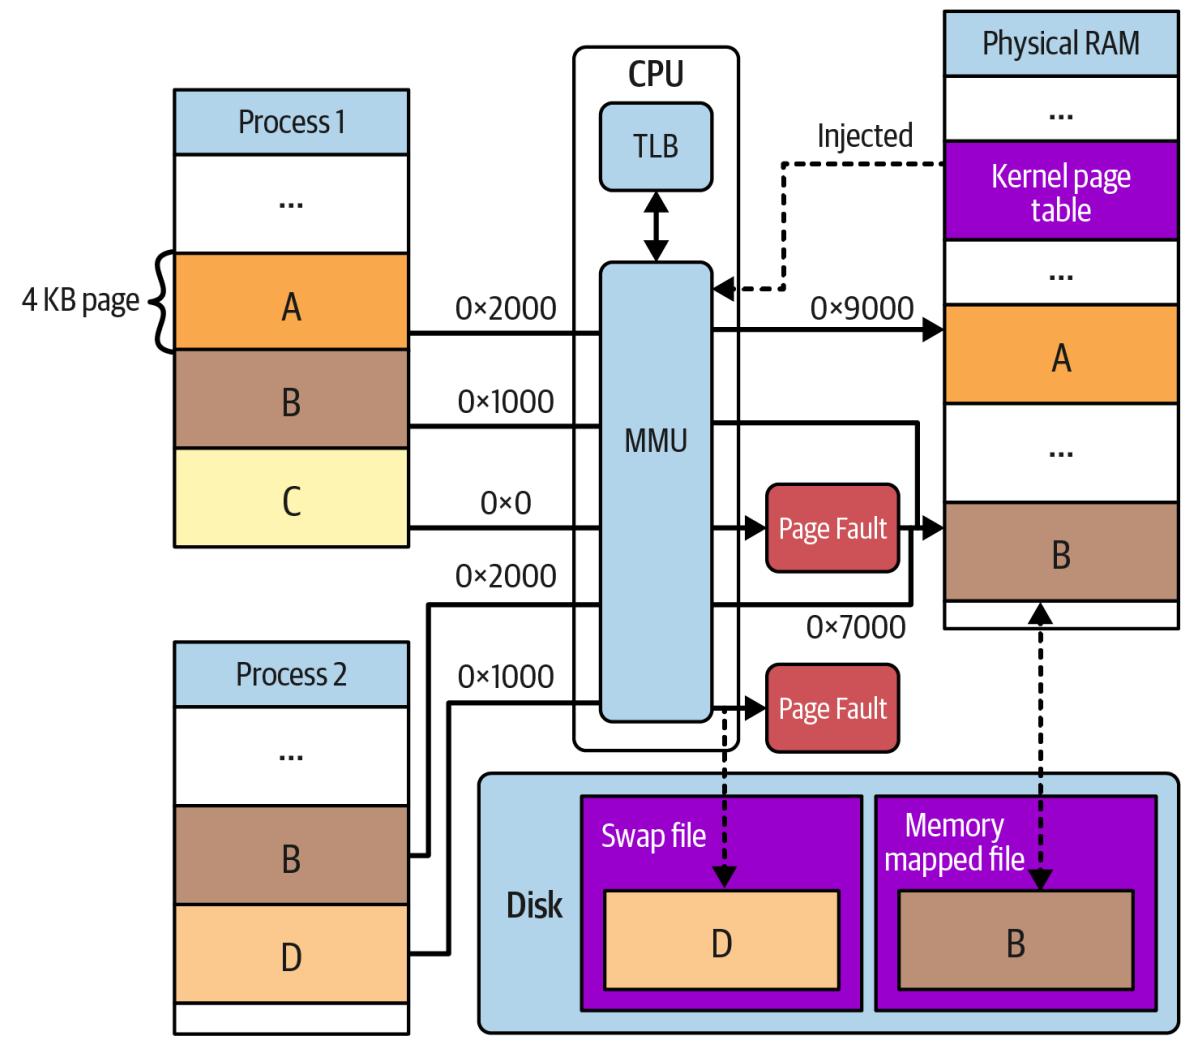 Process 1
...
4 KB page
A
B
C
Process 2
...
B
D
0×2000
0×1000
0×0
0×2000
0×1000
CPU
TLB
MMU
Injected
0×9000
Page Fault
0×7000
Page Fault
Physical RAM
...
Kernel page
table
...
A
...
B
Disk
Swap file
D
Memory
mapped file
B